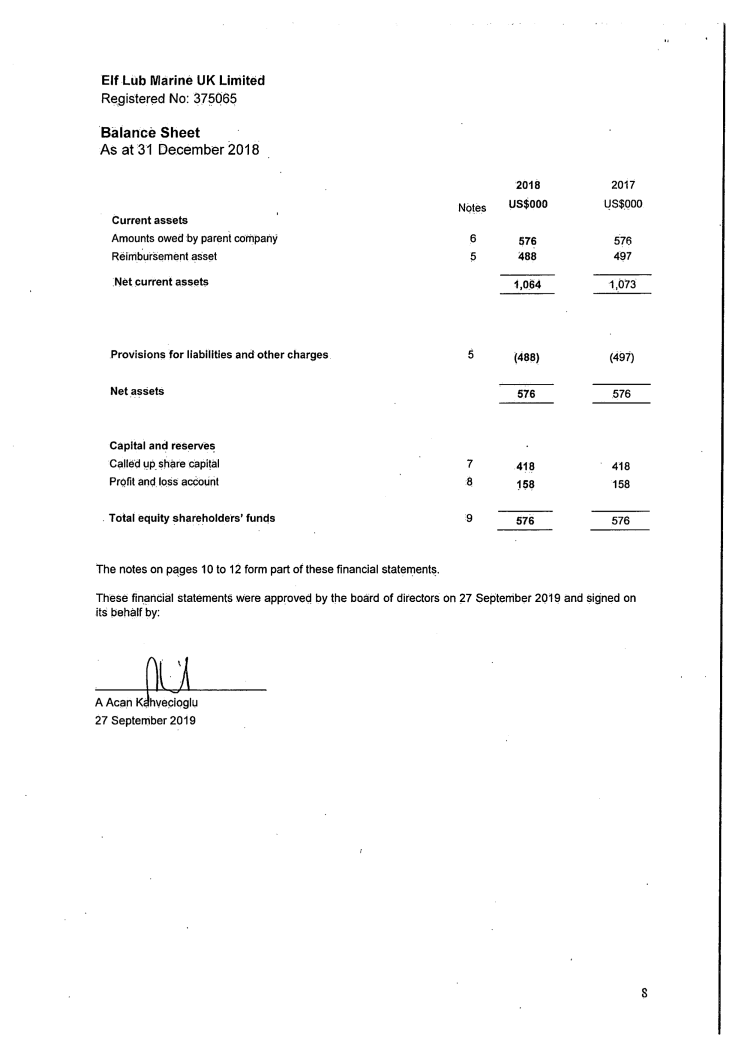 Elf Lub Marine UK Limited
Registered No: 375065
Balance Sheet
As at 31 December 2018
2018 2017
Notes US$000 US$000
Current assets
Amounts owed by parent company 6 576 576
Reimbursement asset 5 488 497
Net current assets 1,064 1,073
Provisions for liabilities and other charges 5 (488) (497)
Net assets 576 576
Capital and reserves
Called up share capital 7 418 418
Profit and loss account 8 158 158
Total equity shareholders' funds 9 576 576
The notes on pages 10 to 12 form part of these financial statements.
These financial statements were approved by the board of directors on 27 September 2019 and signed on
its behalf by:
A Acan Kahvecioglu
27 September 2019
8